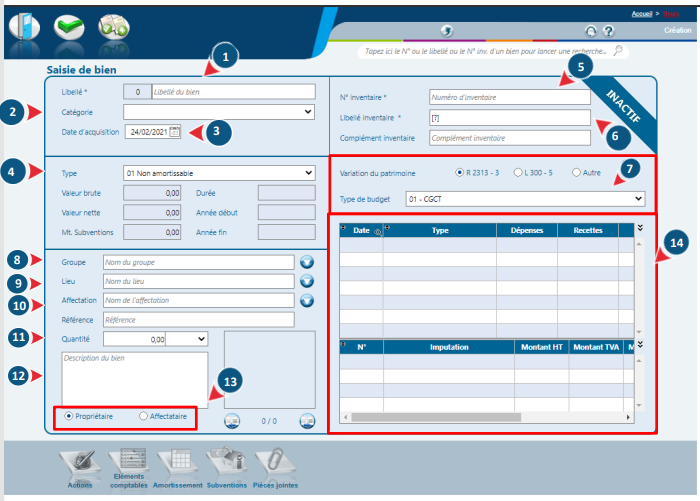 Accueil > Biens
Création
Tapez ici le N° ou le libellé ou le N° inv. d'un bien pour lancer une recherche...
1
Saisie de bien
Libellé * 0 Libellé du bien
2 Catégorie
Date d'acquisition 24/02/2021 3
5
N° Inventaire * Numéro d'inventaire
Libellé inventaire * [?]
6
Complément inventaire Complément inventaire
INACTIF
4 Type 01 Non amortissable
Valeur brute 0,00 Durée
Valeur nette 0,00 Année début
Mt. Subventions 0,00 Année fin
Variation du patrimoine R 2313 - 3 L 300 - 5 Autre
7
Type de budget 01 - CGCT
8 Groupe Nom du groupe
9 Lieu Nom du lieu
10 Affectation Nom de l'affectation
Référence Référence
11 Quantité 0,00
12 Description du bien
13
Propriétaire Affectataire
0 / 0
Date Type Dépenses Recettes
14
N° Imputation Montant HT Montant TVA M
Actions
Eléments comptables
Amortissement
Subventions
Pièces jointes